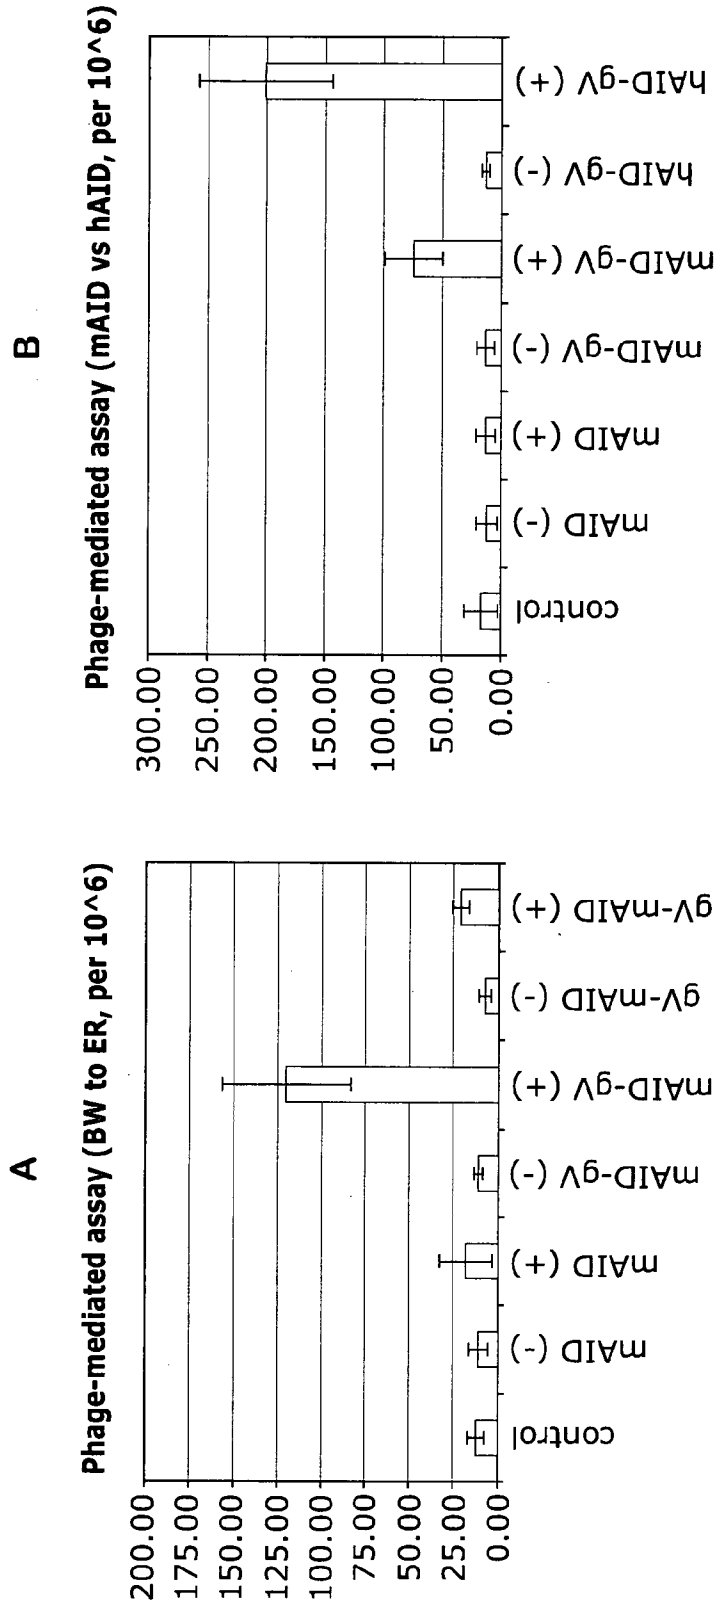 A
Phage-mediated assay (BW to ER, per 10^6)
200.00
175.00
150.00
125.00
100.00
75.00
50.00
25.00
0.00
control
mAID (-)
mAID (+)
mAID-gV (-)
mAID-gV (+)
gV-mAID (-)
gV-mAID (+)
B
Phage-mediated assay (mAID vs hAID, per 10^6)
300.00
250.00
200.00
150.00
100.00
50.00
0.00
control
mAID (-)
mAID (+)
mAID-gV (-)
mAID-gV (+)
hAID-gV (-)
hAID-gV (+)